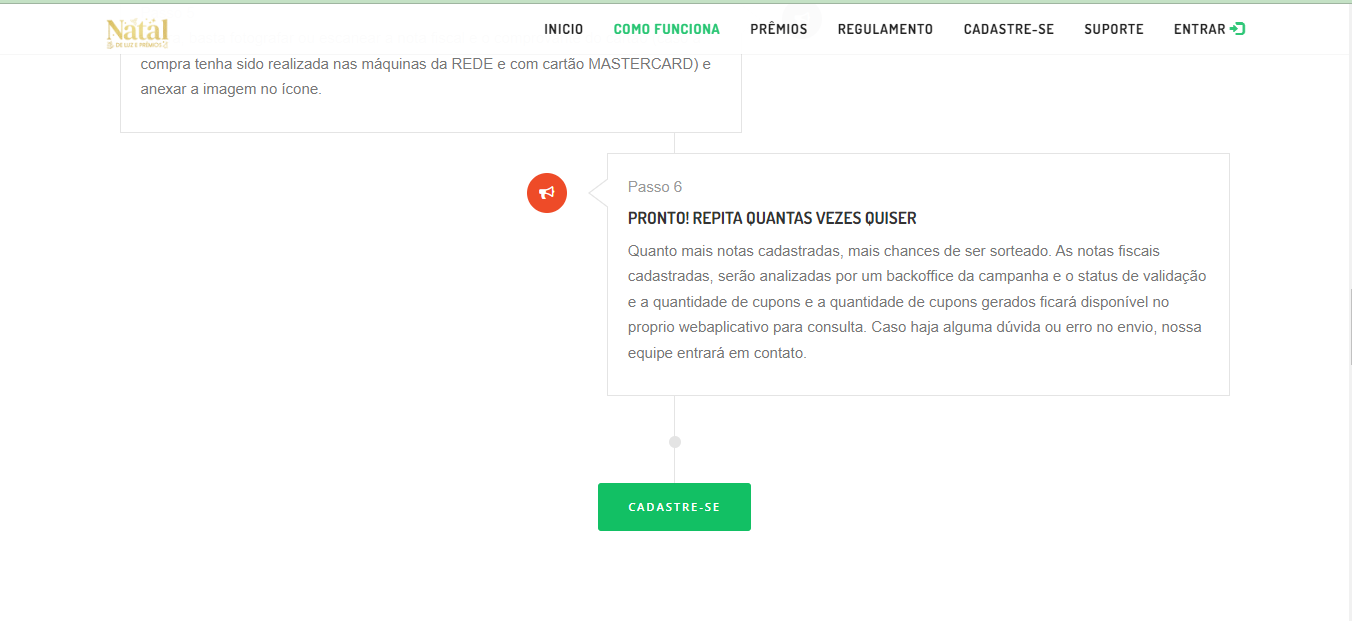 Natal
DE LUZ E PRÊMIOS
INICIO
COMO FUNCIONA
PRÊMIOS
REGULAMENTO
CADASTRE-SE
SUPORTE
ENTRAR
compra tenha sido realizada nas máquinas da REDE e com cartão MASTERCARD) e
anexar a imagem no ícone.
Passo 6
PRONTO! REPITA QUANTAS VEZES QUISER
Quanto mais notas cadastradas, mais chances de ser sorteado. As notas fiscais
cadastradas, serão analizadas por um backoffice da campanha e o status de validação
e a quantidade de cupons e a quantidade de cupons gerados ficará disponível no
proprio webaplicativo para consulta. Caso haja alguma dúvida ou erro no envio, nossa
equipe entrará em contato.
CADASTRE-SE